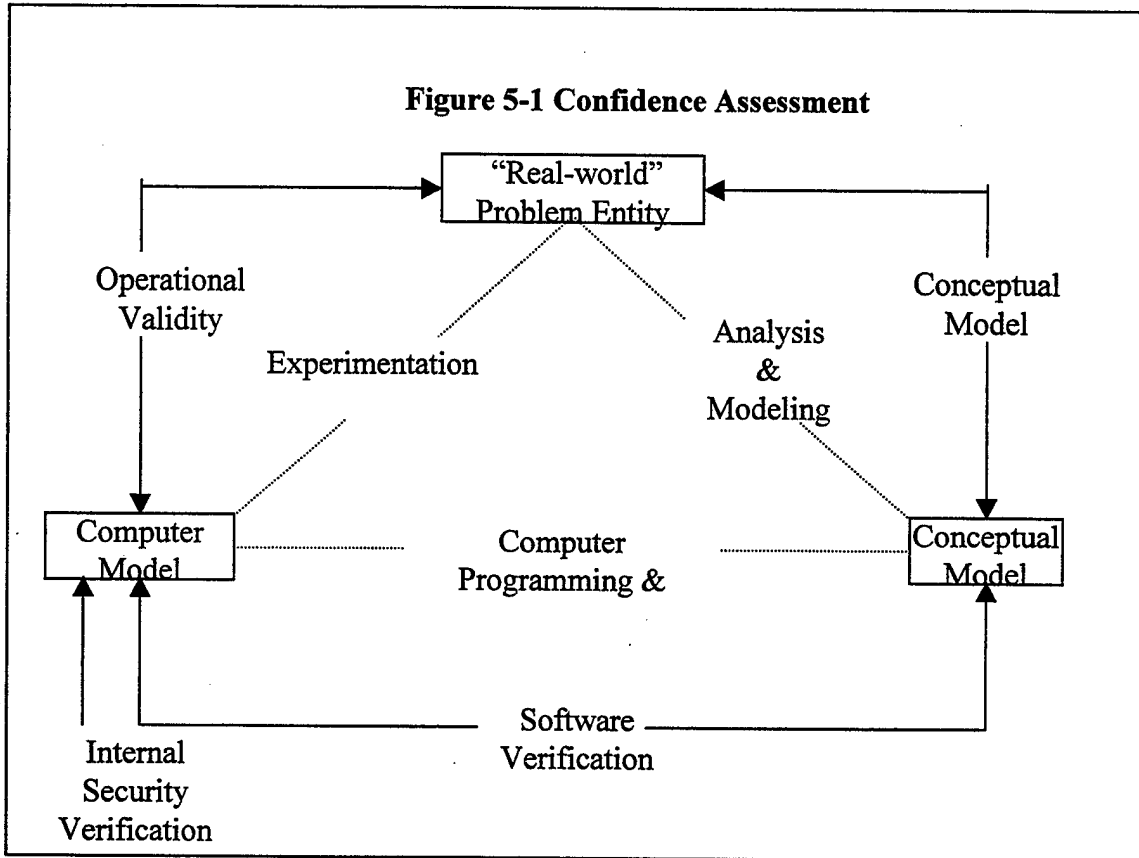 Figure 5-1 Confidence Assessment
“Real-world”
Problem Entity
Operational
Validity
Conceptual
Model
Experimentation
Analysis
&
Modeling
Computer
Model
Computer
Programming &
Conceptual
Model
Software
Verification
Internal
Security
Verification